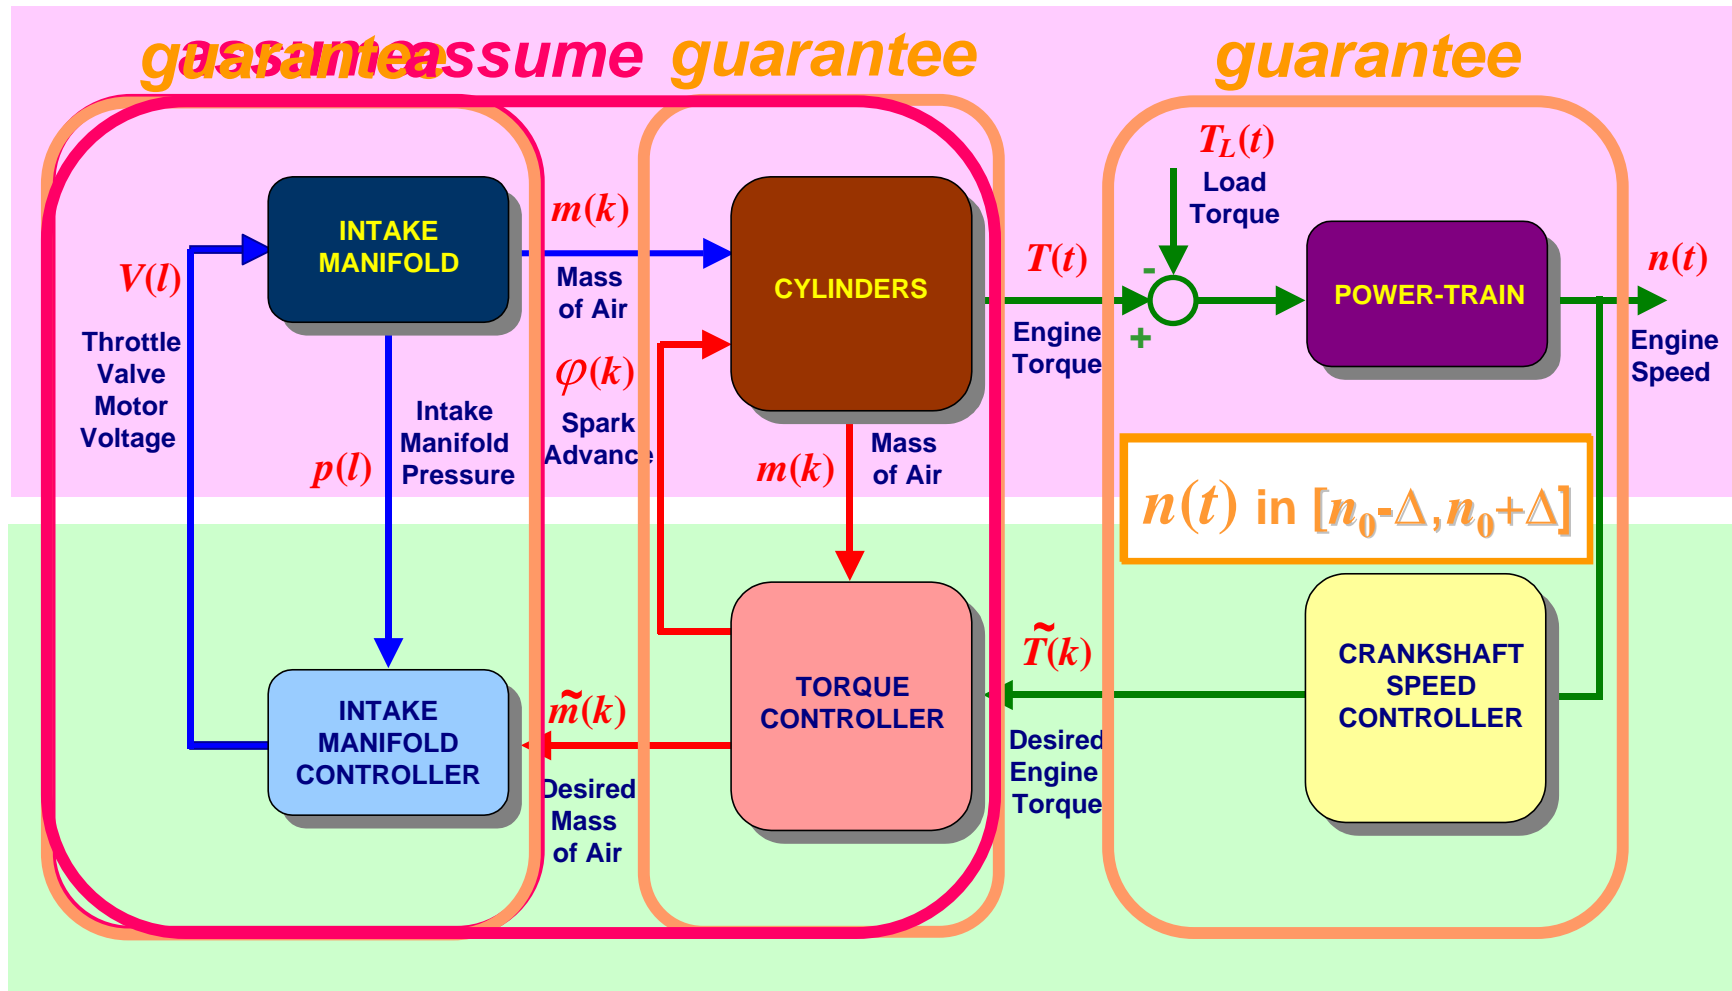 guarantee
assume
assume
guarantee
guarantee
T_L(t)
Load
Torque
INTAKE
MANIFOLD
m(k)
Mass
of Air
CYLINDERS
T(t)
Engine
Torque
-
+
POWER-TRAIN
n(t)
Engine
Speed
V(l)
Throttle
Valve
Motor
Voltage
p(l)
Intake
Manifold
Pressure
φ(k)
Spark
Advance
m(k)
Mass
of Air
n(t) in [n₀-Δ,n₀+Δ]
INTAKE
MANIFOLD
CONTROLLER
m̃(k)
Desired
Mass
of Air
TORQUE
CONTROLLER
T̃(k)
Desired
Engine
Torque
CRANKSHAFT
SPEED
CONTROLLER